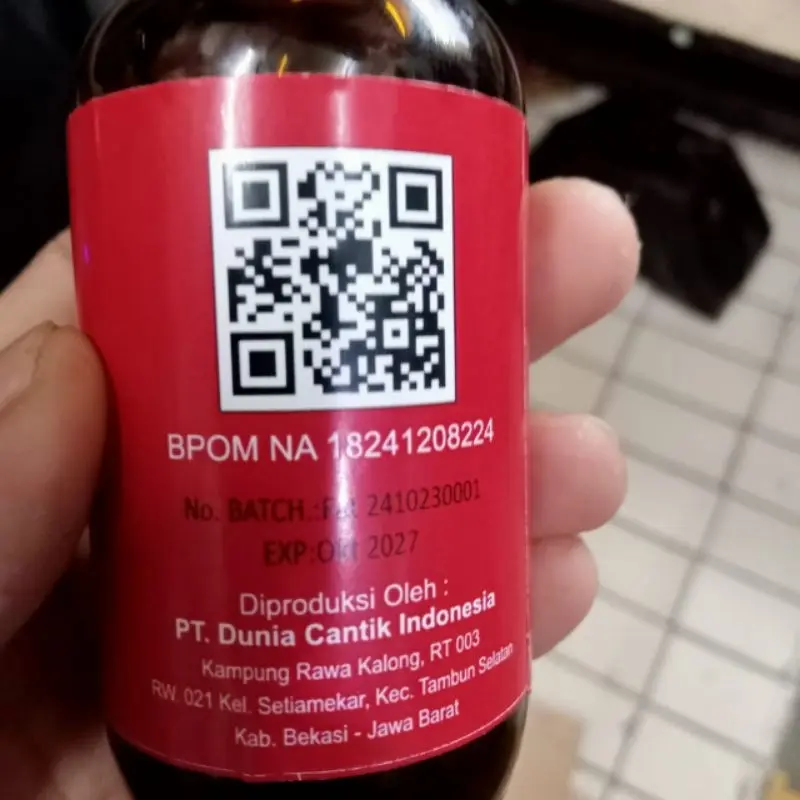 BPOM NA 18241208224
No. BATCH.: 2410230001
EXP:Okt 2027
Diproduksi Oleh :
PT. Dunia Cantik Indonesia
Kampung Rawa Kalong, RT 003
RW. 021 Kel. Setiamekar, Kec. Tambun Selatan
Kab. Bekasi - Jawa Barat